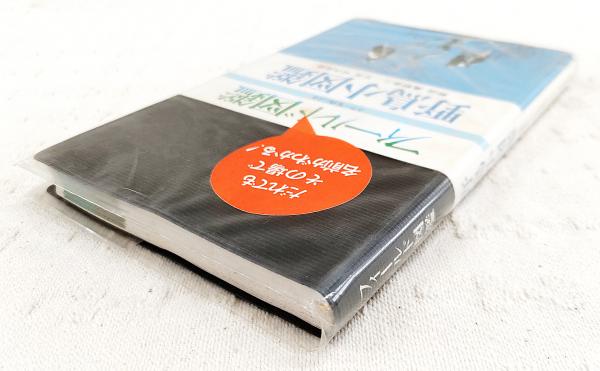 フィールド図鑑
野鳥小図鑑
だれでも
その場で
名前がわかる!
フィールド図鑑